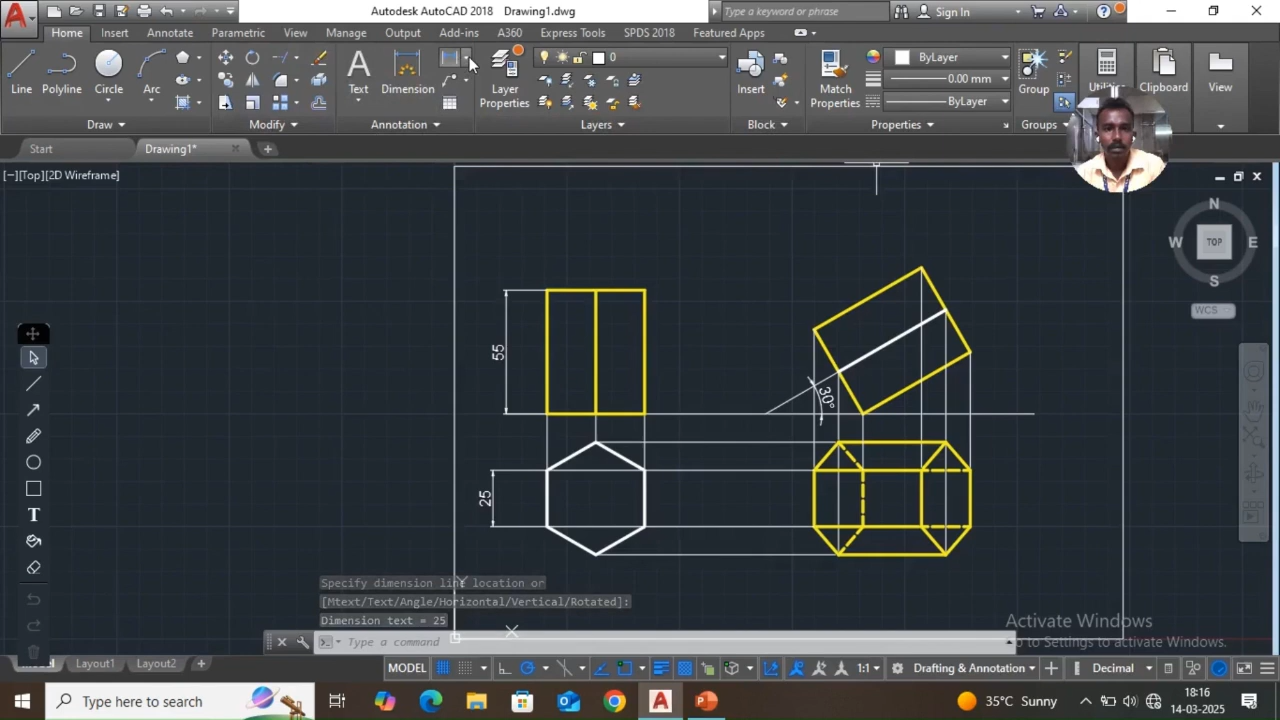 Autodesk AutoCAD 2018 Drawing1.dwg
Type a keyword or phrase
Sign In
Home Insert Annotate Parametric View Manage Output Add-ins A360 Express Tools SPDS 2018 Featured Apps
Line Polyline Circle Arc
Text Dimension
Layer
Properties
0
Insert
Match
Properties
ByLayer
0.00 mm
ByLayer
Group
Clipboard
View
Draw Modify Annotation Layers Block Properties Groups
Start Drawing1*
[−][Top][2D Wireframe]
N
W TOP E
S
WCS
55
30°
25
Specify dimension line location or
[Mtext/Text/Angle/Horizontal/Vertical/Rotated]:
Dimension text = 25
Type a command
Activate Windows
Go to Settings to activate Windows.
Layout1 Layout2
MODEL
1:1
Drafting & Annotation
Decimal
Type here to search
35°C Sunny
18:16
14-03-2025